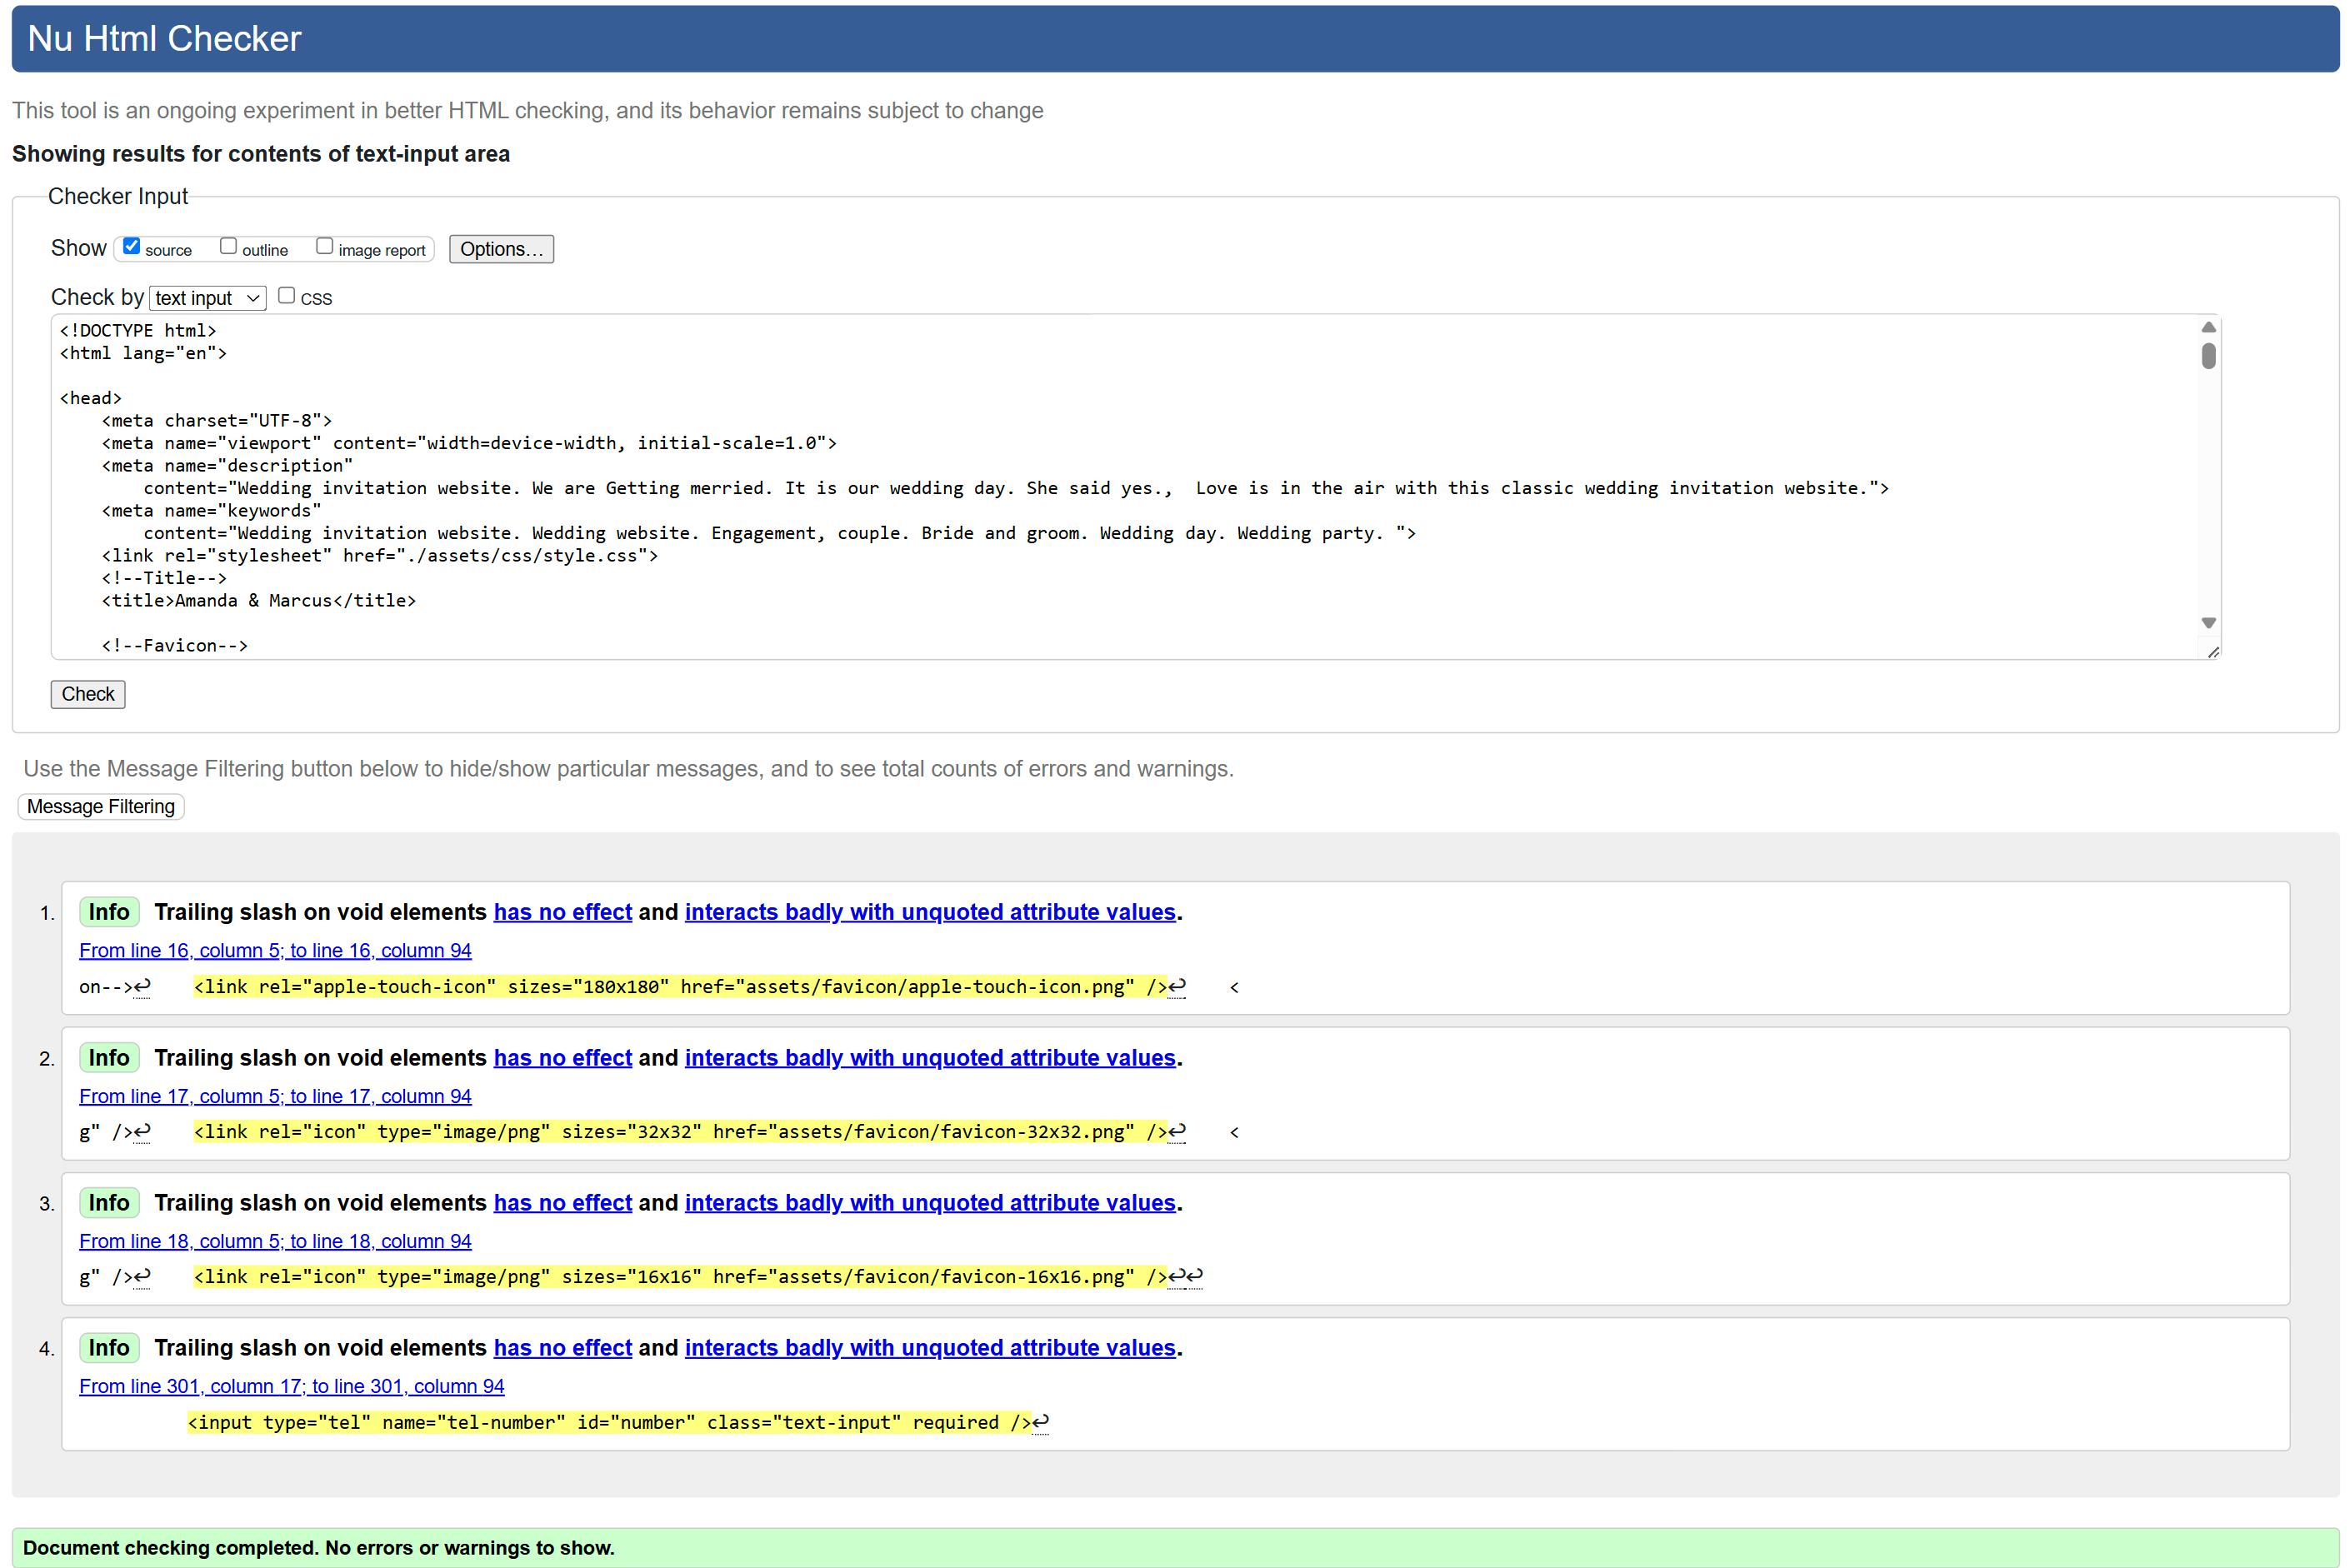 Nu Html Checker
This tool is an ongoing experiment in better HTML checking, and its behavior remains subject to change
Showing results for contents of text-input area
Checker Input
Show source outline image report Options...
Check by text input CSS
<!DOCTYPE html>
<html lang="en">
<head>
    <meta charset="UTF-8">
    <meta name="viewport" content="width=device-width, initial-scale=1.0">
    <meta name="description"
        content="Wedding invitation website. We are Getting merried. It is our wedding day. She said yes.,  Love is in the air with this classic wedding invitation website.">
    <meta name="keywords"
        content="Wedding invitation website. Wedding website. Engagement, couple. Bride and groom. Wedding day. Wedding party. ">
    <link rel="stylesheet" href="./assets/css/style.css">
    <!--Title-->
    <title>Amanda & Marcus</title>
    <!--Favicon-->
Check
Use the Message Filtering button below to hide/show particular messages, and to see total counts of errors and warnings.
Message Filtering
1. Info Trailing slash on void elements has no effect and interacts badly with unquoted attribute values.
From line 16, column 5; to line 16, column 94
on-->↩    <link rel="apple-touch-icon" sizes="180x180" href="assets/favicon/apple-touch-icon.png" />↩    <
2. Info Trailing slash on void elements has no effect and interacts badly with unquoted attribute values.
From line 17, column 5; to line 17, column 94
g" />↩    <link rel="icon" type="image/png" sizes="32x32" href="assets/favicon/favicon-32x32.png" />↩    <
3. Info Trailing slash on void elements has no effect and interacts badly with unquoted attribute values.
From line 18, column 5; to line 18, column 94
g" />↩    <link rel="icon" type="image/png" sizes="16x16" href="assets/favicon/favicon-16x16.png" />↩↩
4. Info Trailing slash on void elements has no effect and interacts badly with unquoted attribute values.
From line 301, column 17; to line 301, column 94
<input type="tel" name="tel-number" id="number" class="text-input" required />↩
Document checking completed. No errors or warnings to show.